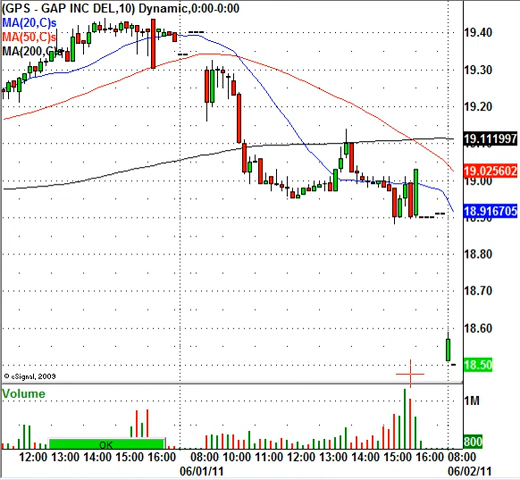 (GPS - GAP INC DEL,10) Dynamic,0:00-0:00
MA(20,C)s
MA(50,C)s
MA(200,C)s
19.40
19.30
19.20
19.111997
19.025602
19.00
18.916705
18.80
18.70
18.60
18.50
© eSignal, 2009
Volume
1M
OK
800
12:00 13:00 14:00 15:00 16:00 08:00 09:00 10:00 11:00 12:00 13:00 14:00 15:00 16:00 08:00
06/01/11 06/02/11